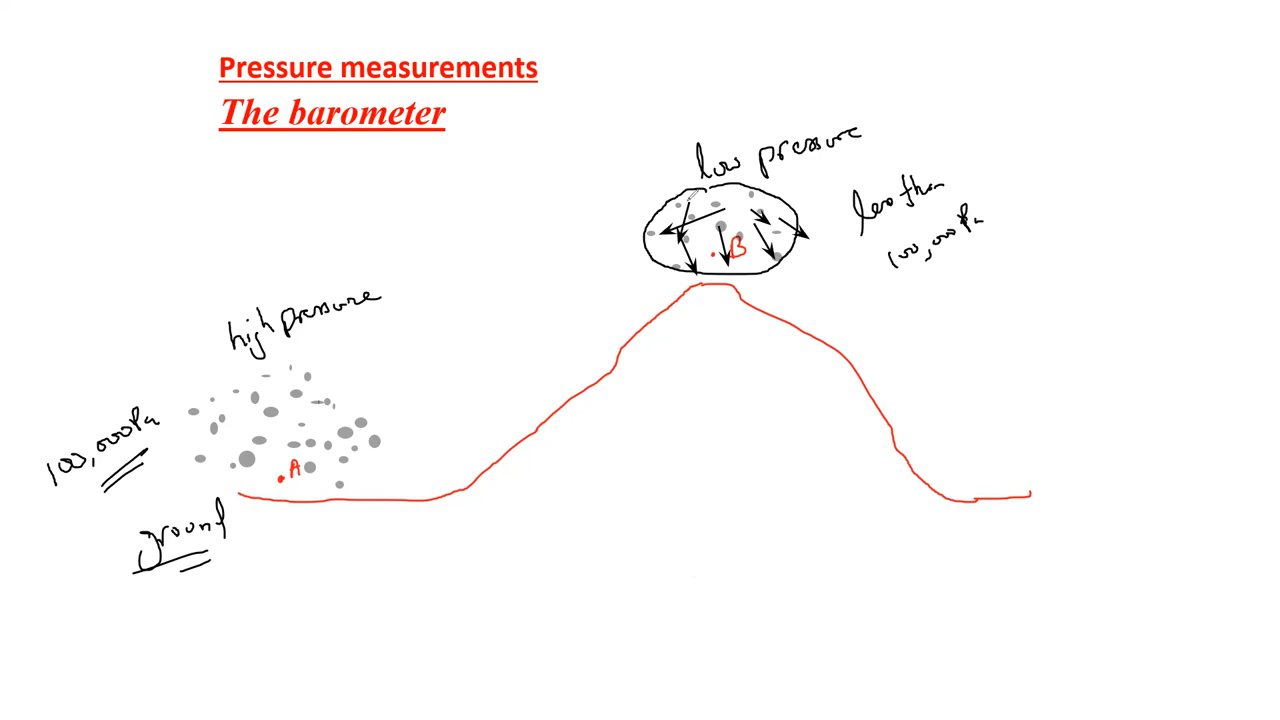 Pressure measurements
The barometer
low pressure
less than
100,000Pa
B
high pressure
100,000Pa
A
ground